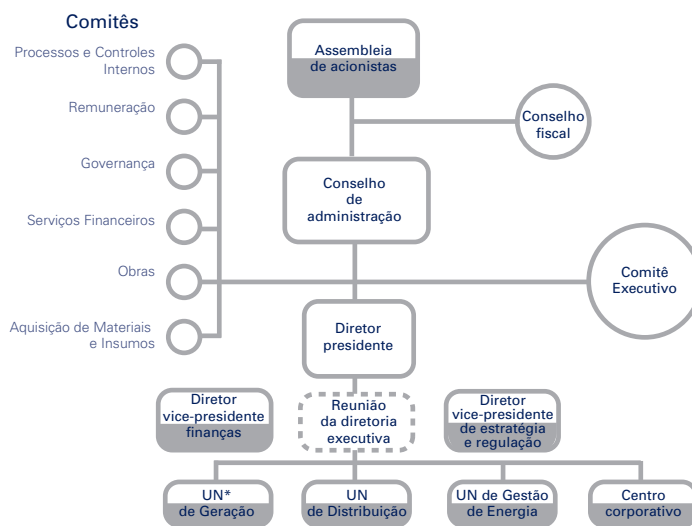 Comitês
Processos e Controles
Internos
Remuneração
Governança
Serviços Financeiros
Obras
Aquisição de Materiais
e Insumos
Assembleia
de acionistas
Conselho
fiscal
Conselho
de
administração
Comitê
Executivo
Diretor
presidente
Diretor
vice-presidente
finanças
Reunião
da diretoria
executiva
Diretor
vice-presidente
de estratégia
e regulação
UN*
de Geração
UN
de Distribuição
UN de Gestão
de Energia
Centro
corporativo